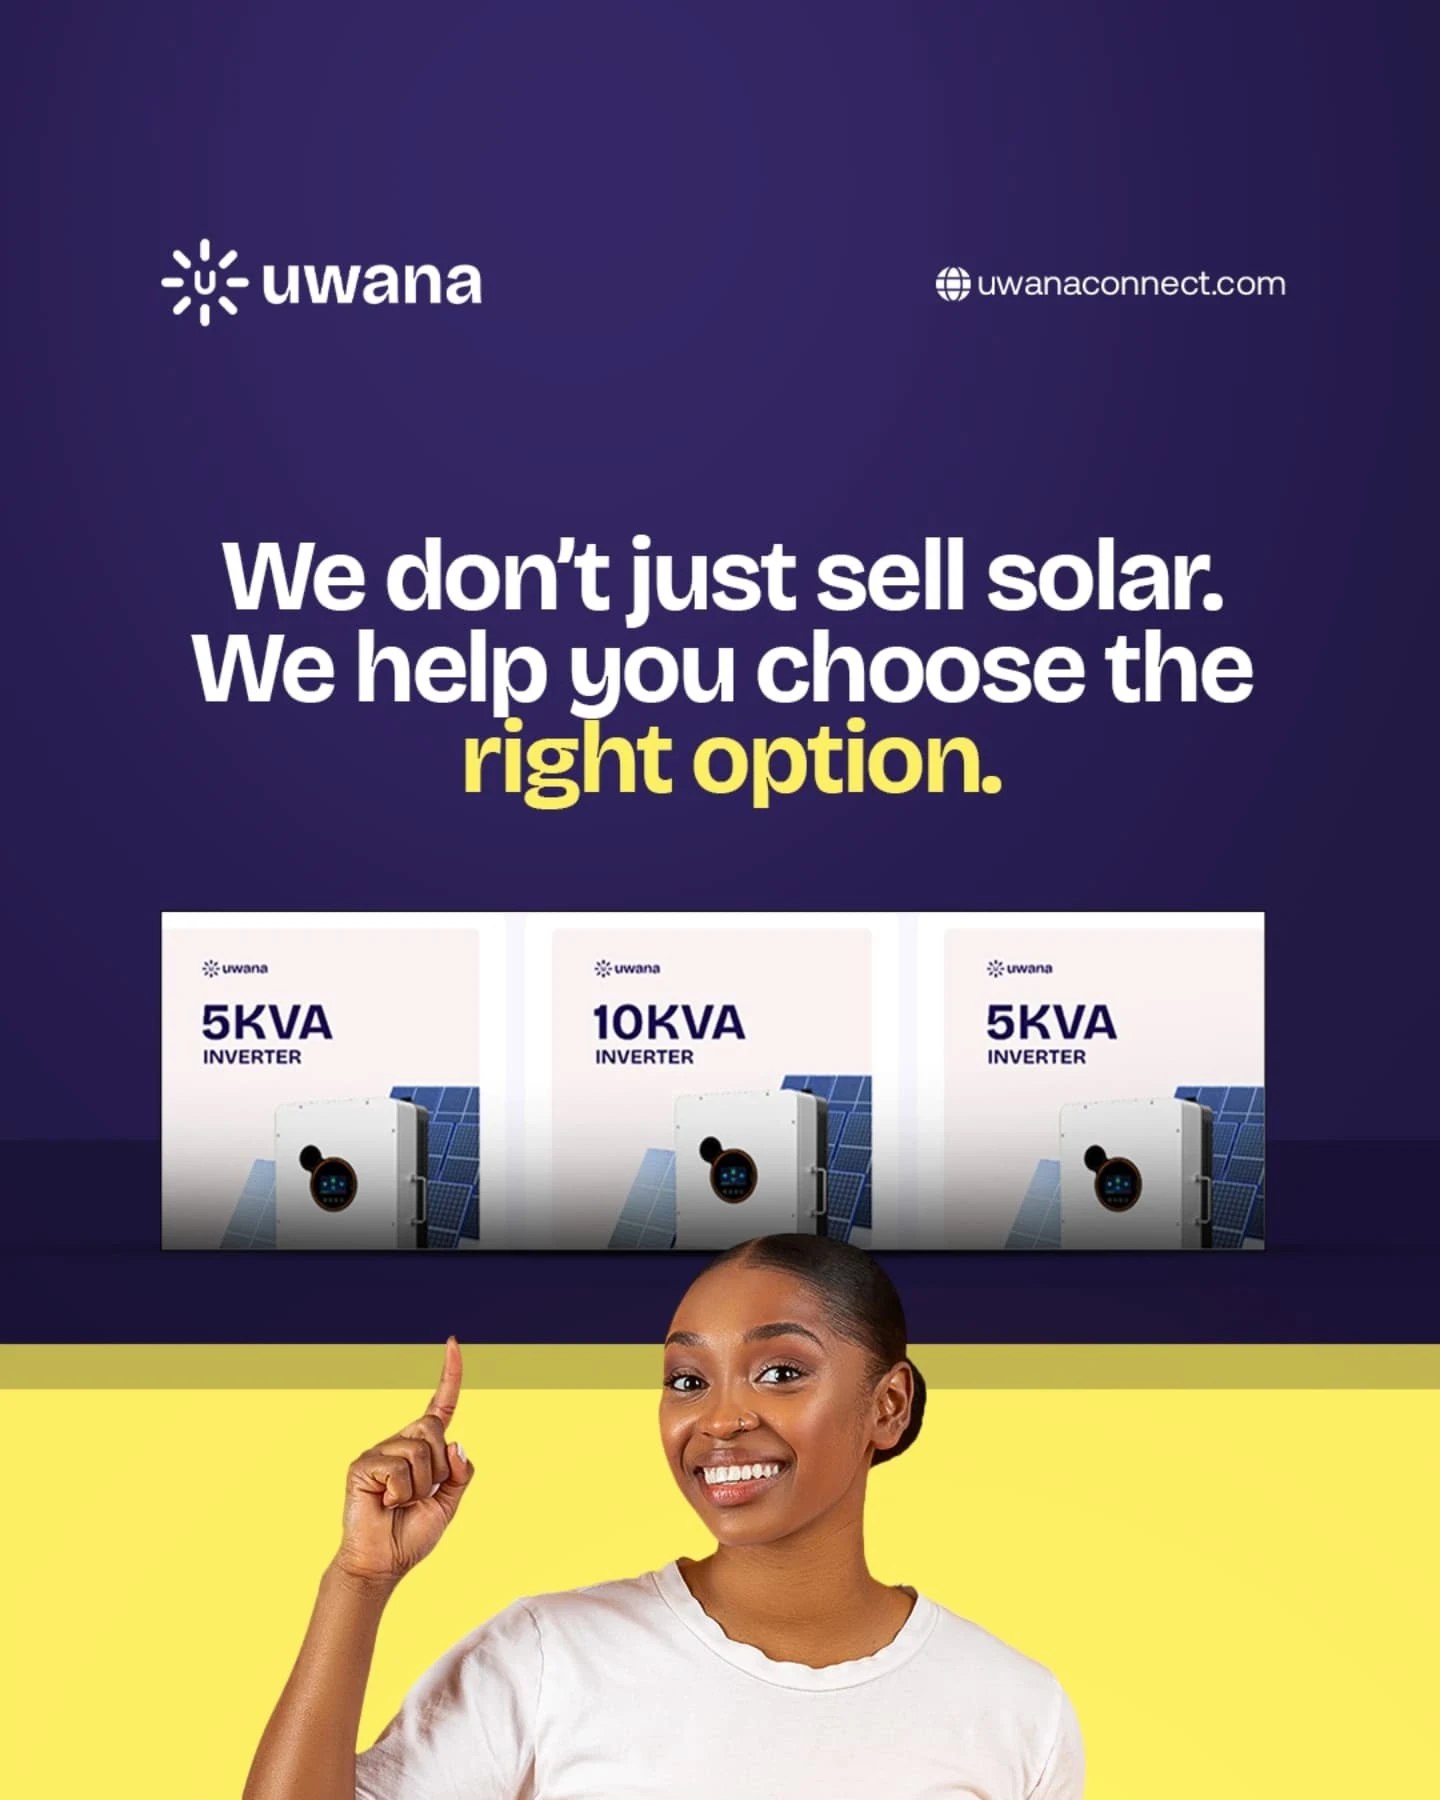 uwana
uwanaconnect.com
We don't just sell solar.
We help you choose the
right option.
uwana
5KVA
INVERTER
uwana
10KVA
INVERTER
uwana
5KVA
INVERTER